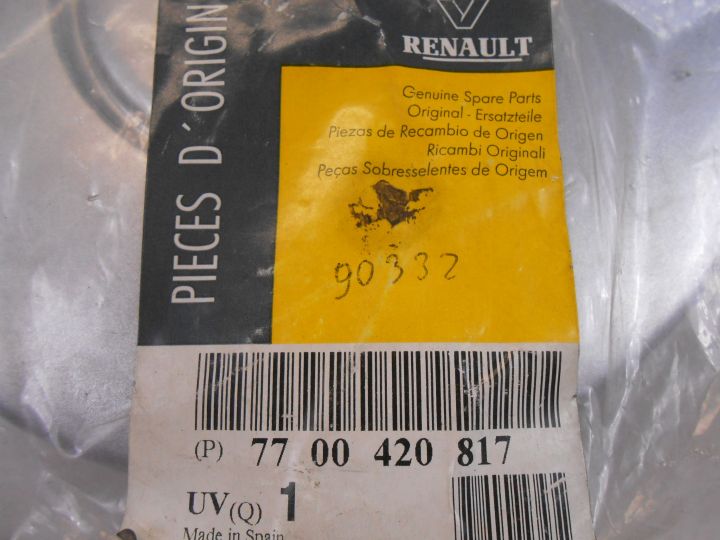 PIECES D´ORIGIN
RENAULT
Genuine Spare Parts
Original - Ersatzteile
Piezas de Recambio de Origen
Ricambi Originali
Peças Sobresselentes de Origem
90332
(P) 77 00 420 817
UV(Q) 1
Made in Spain